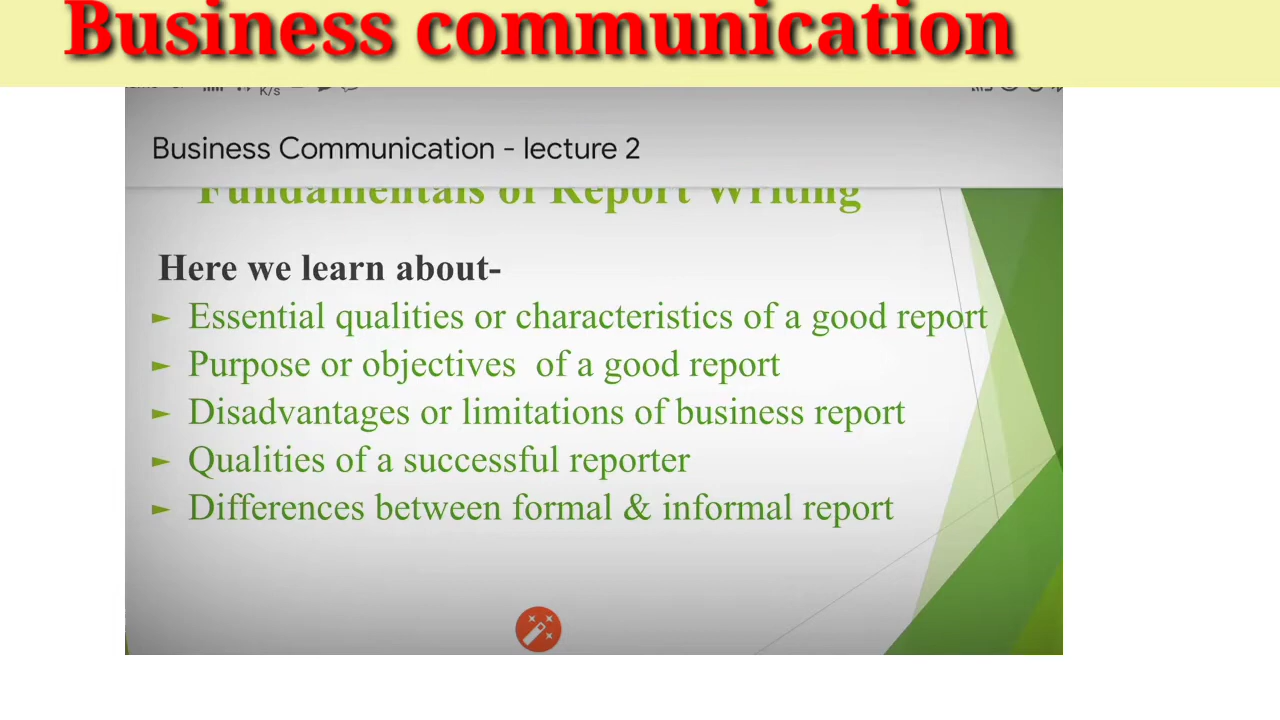 Business communication
K/s
Business Communication - lecture 2
Fundamentals of Report Writing
Here we learn about-
► Essential qualities or characteristics of a good report
► Purpose or objectives of a good report
► Disadvantages or limitations of business report
► Qualities of a successful reporter
► Differences between formal & informal report